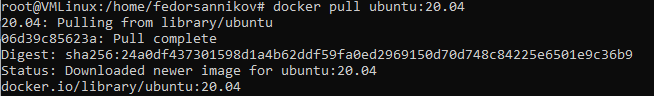 root@VMLinux:/home/fedorsannikov# docker pull ubuntu:20.04
20.04: Pulling from library/ubuntu
06d39c85623a: Pull complete
Digest: sha256:24a0df437301598d1a4b62ddf59fa0ed2969150d70d748c84225e6501e9c36b9
Status: Downloaded newer image for ubuntu:20.04
docker.io/library/ubuntu:20.04